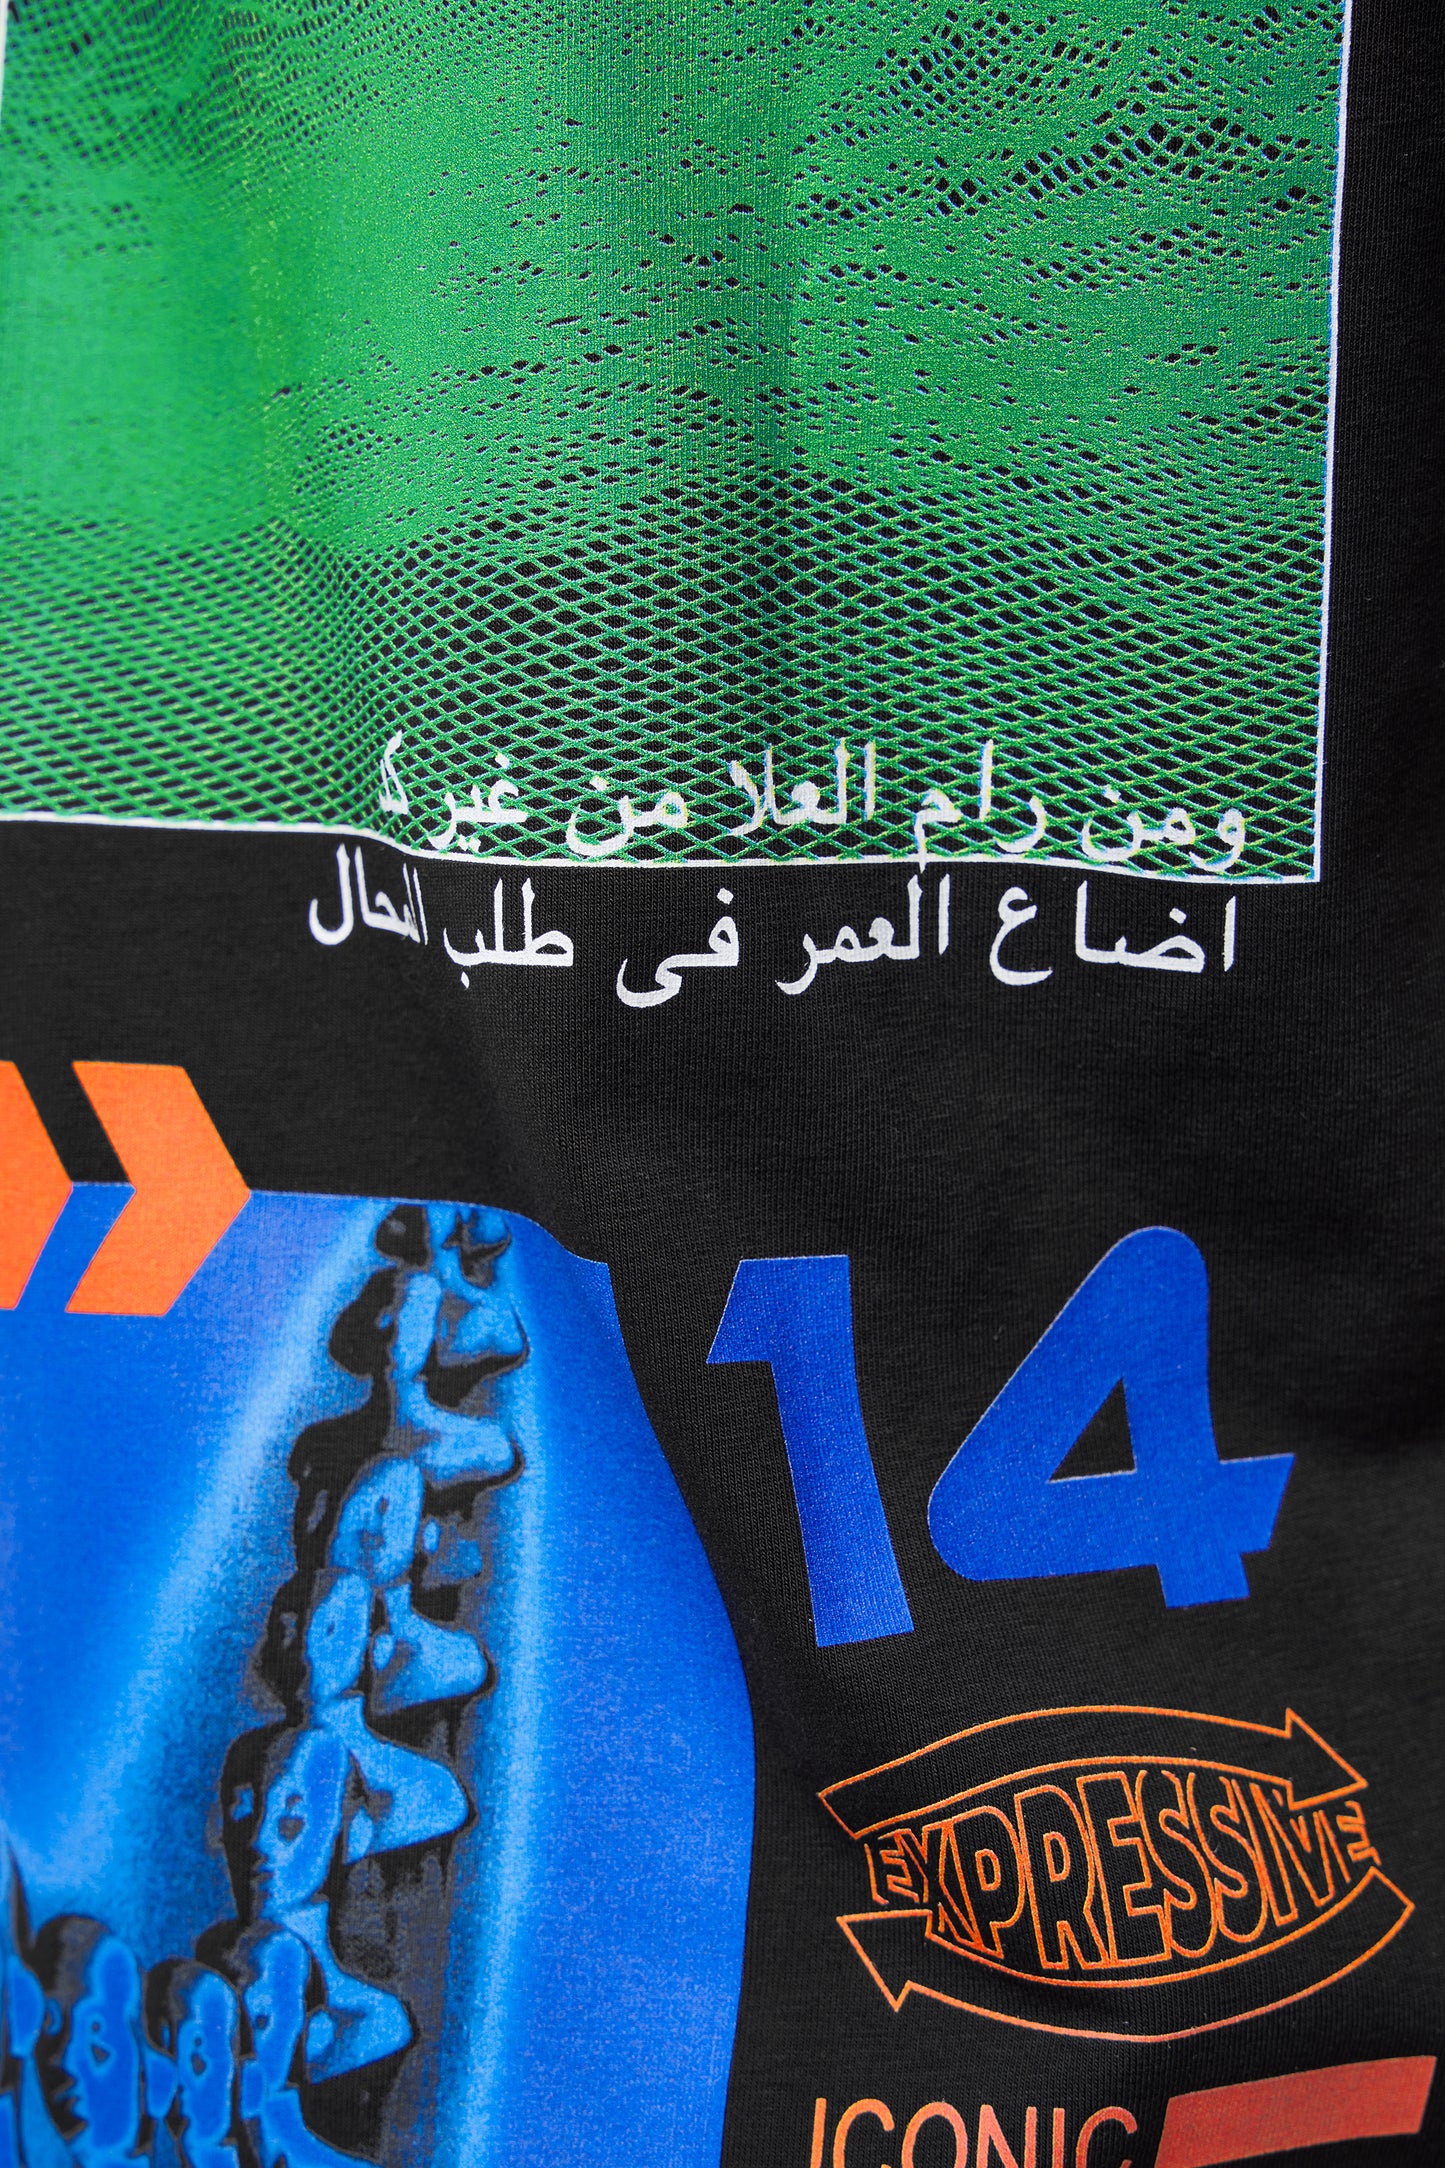 ومن رام العلا من غير كد
اضاع العمر فى طلب المحال
14
EXPRESSIVE
ICONIC